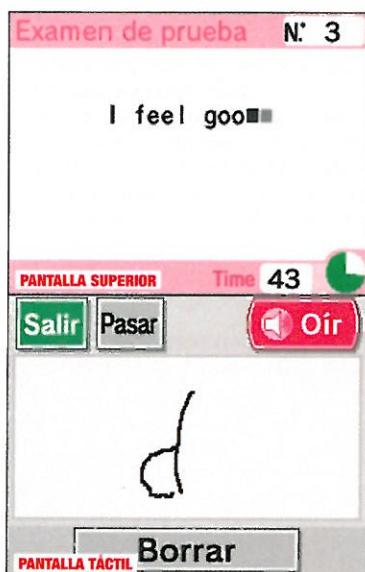 Examen de prueba N.° 3
I feel goo
PANTALLA SUPERIOR Time 43
Salir Pasar Oír
d
Borrar
PANTALLA TÁCTIL